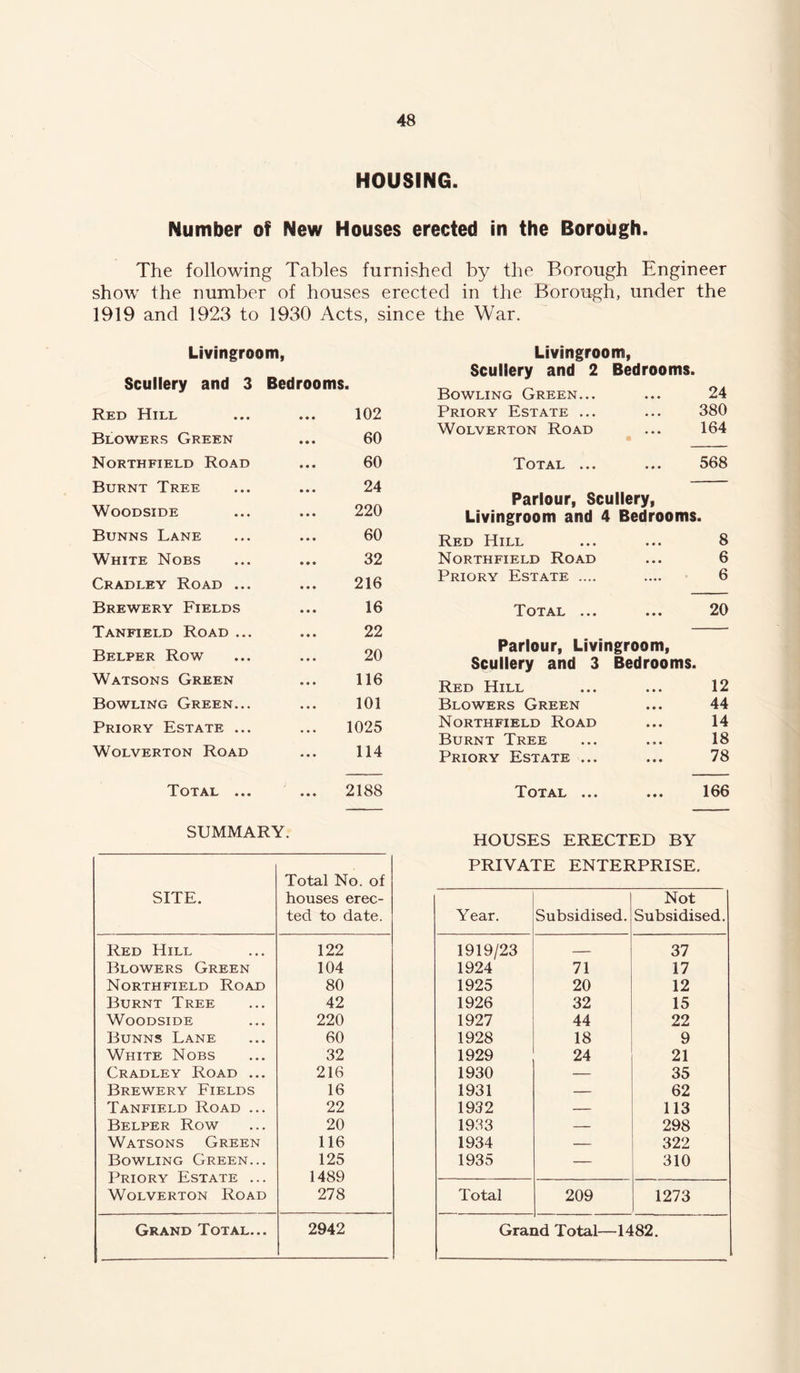 48
HOUSING.
Number of New Houses erected in the Borough.
The following Tables furnished by the Borough Engineer
show the number of houses erected in the Borough, under the
1919 and 1923 to 1930 Acts, since the War.
Livingroom,
Scullery and 3 Bedrooms.
Red Hill ... ... 102
Blowers Green ... 60
Northfield Road ... 60
Burnt Tree ... ... 24
Woodside ... ... 220
Bunns Lane ... ... 60
White Nobs ... ... 32
Cradley Road ... ... 216
Brewery Fields ... 16
Tanfield Road ... ... 22
Belper Row ... ... 20
Watsons Green ... 116
Bowling Green... ... 101
Priory Estate ... ... 1025
Wolverton Road ... 114
Total ... ... 2188
Livingroom,
Scullery and 2 Bedrooms.
Bowling Green... ... 24
Priory Estate ... ... 380
Wolverton Road ... 164
Total ... ... 568
Parlour, Scullery,
Livingroom and 4 Bedrooms.
Red Hill ... ... 8
Northfield Road ... 6
Priory Estate .... .... 6
Total ... ... 20
Parlour, Livingroom,
Scullery and 3 Bedrooms.
Red Hill ... ... 12
Blowers Green ... 44
Northfield Road ... 14
Burnt Tree ... ... 18
Priory Estate ... ... 78
Total ... ... 166
SUMMARY.
SITE. Total No. of
houses erec-
ted to date.
Red Hill ... 122
Blowers Green 104
Northfield Road 80
Burnt Tree ... 42
Woodside ... 220
Bunns Lane ... 60
White Nobs ... 32
Cradley Road ... 216
Brewery Fields 16
Tanfield Road ... 22
Belper Row ... 20
Watsons Green 116
Bowling Green... 125
Priory Estate ... 1489
Wolverton Road 278
Grand Total... 2942
HOUSES ERECTED BY
PRIVATE ENTERPRISE.
Year. Subsidised. Not
Subsidised.
1919/23 — 37
1924 71 17
1925 20 12
1926 32 15
1927 44 22
1928 18 9
1929 24 21
1930 — 35
1931 — 62
1932 — 113
1933 — 298
1934 — 322
1935 — 310
Total 209 1273
Grand Total—1482.